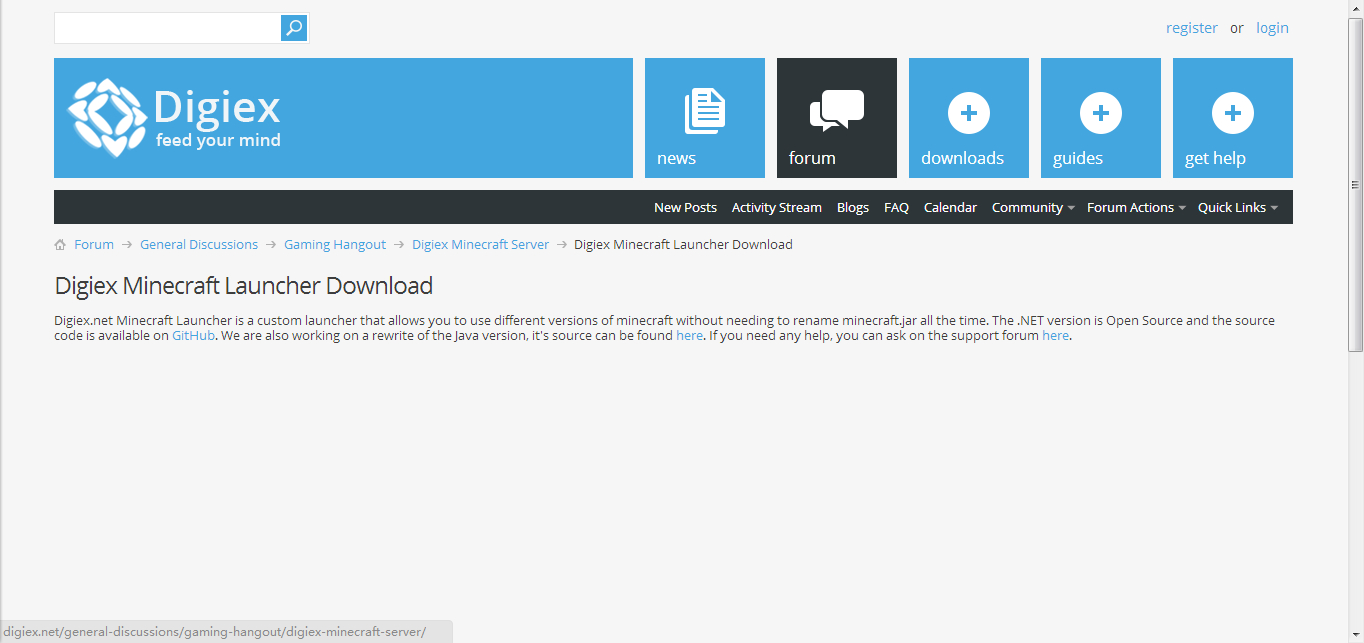 register or login
Digiex
feed your mind
news
forum
downloads
guides
get help
New Posts Activity Stream Blogs FAQ Calendar Community Forum Actions Quick Links
Forum → General Discussions → Gaming Hangout → Digiex Minecraft Server → Digiex Minecraft Launcher Download
Digiex Minecraft Launcher Download
Digiex.net Minecraft Launcher is a custom launcher that allows you to use different versions of minecraft without needing to rename minecraft.jar all the time. The .NET version is Open Source and the source
code is available on GitHub. We are also working on a rewrite of the Java version, it's source can be found here. If you need any help, you can ask on the support forum here.
digiex.net/general-discussions/gaming-hangout/digiex-minecraft-server/